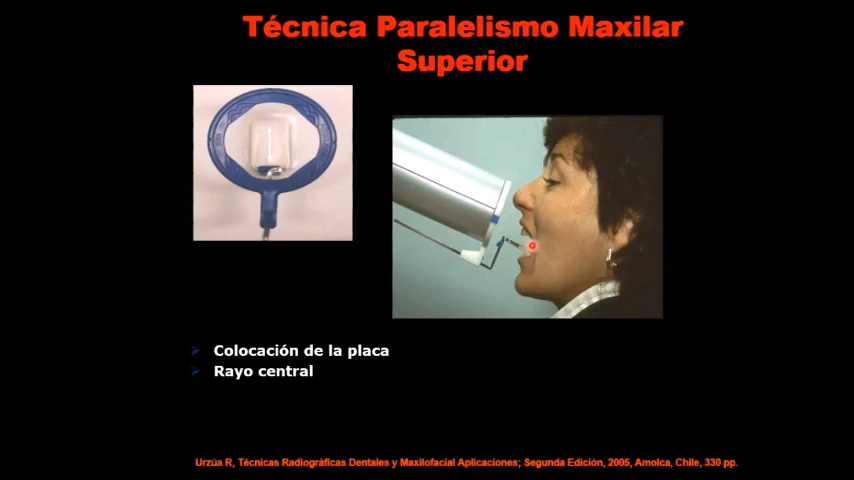 Técnica Paralelismo Maxilar
Superior
Colocación de la placa
Rayo central
Urzúa R, Técnicas Radiográficas Dentales y Maxilofacial Aplicaciones; Segunda Edición, 2005, Amolca, Chile, 330 pp.